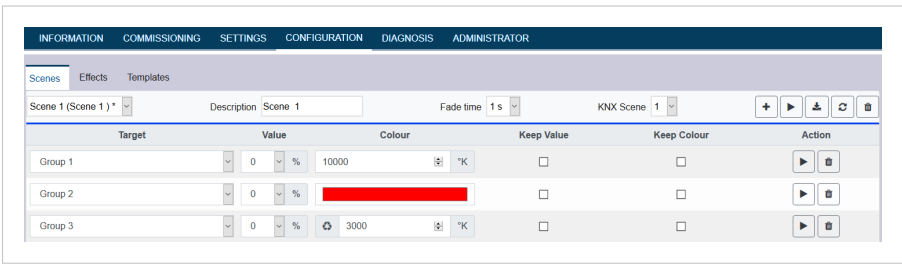 INFORMATION COMMISSIONING SETTINGS CONFIGURATION DIAGNOSIS ADMINISTRATOR
Scenes Effects Templates
Scene 1 (Scene 1 ) * Description Scene 1 Fade time 1 s KNX Scene 1
Target Value Colour Keep Value Keep Colour Action
Group 1 0 % 10000 °K
Group 2 0 %
Group 3 0 % 3000 °K